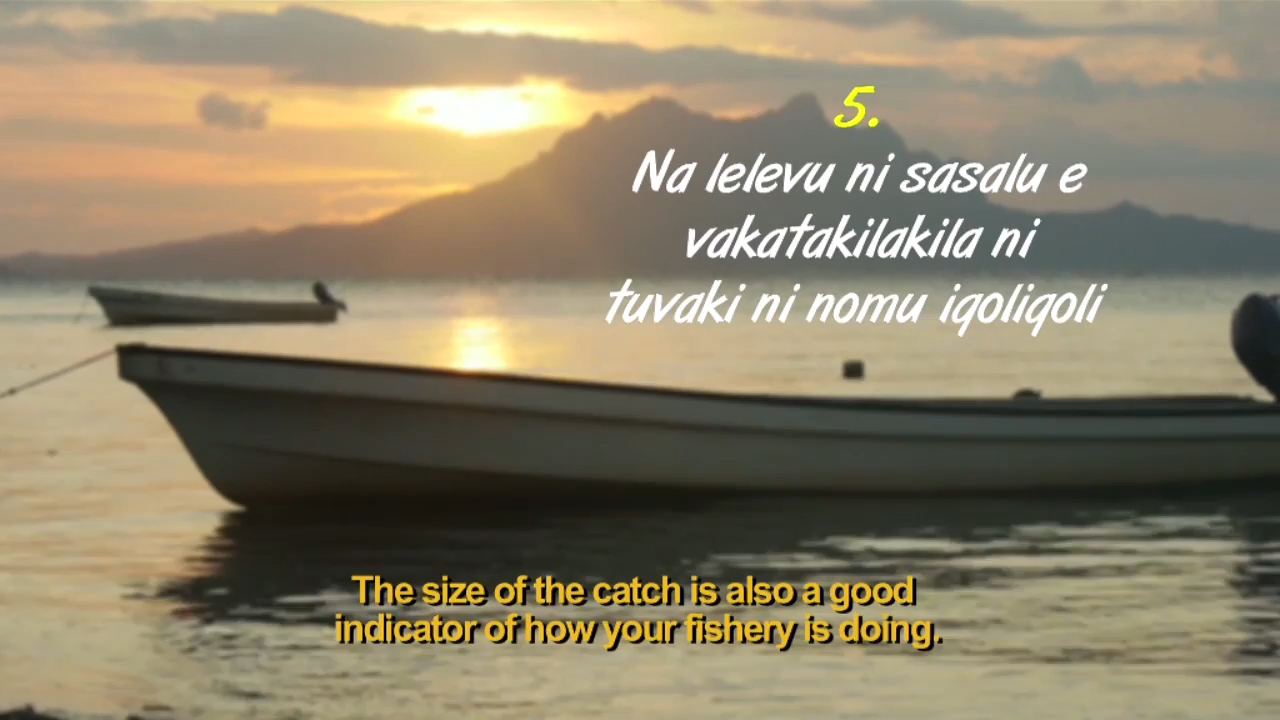 5.
Na lelevu ni sasalu e
vakatakilakila ni
tuvaki ni nomu iqoliqoli
The size of the catch is also a good
indicator of how your fishery is doing.